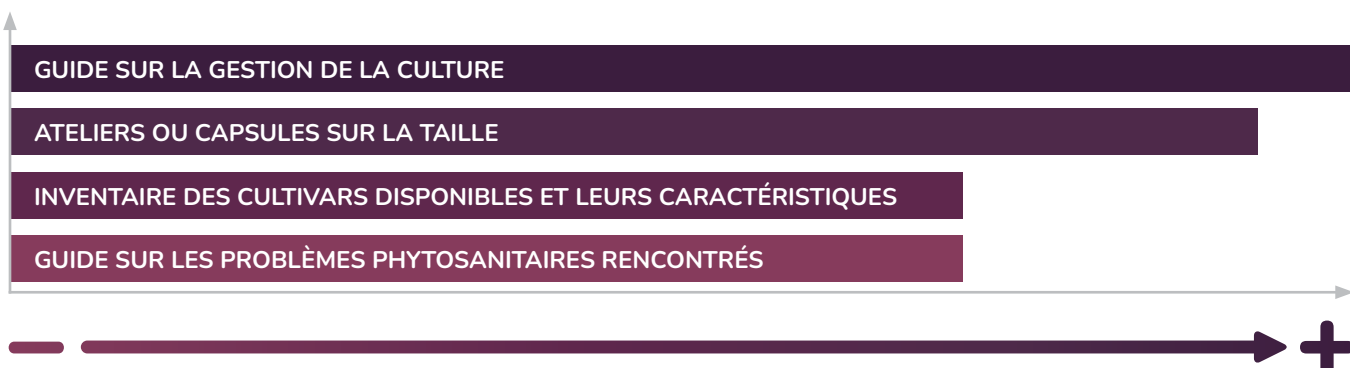 GUIDE SUR LA GESTION DE LA CULTURE
ATELIERS OU CAPSULES SUR LA TAILLE
INVENTAIRE DES CULTIVARS DISPONIBLES ET LEURS CARACTÉRISTIQUES
GUIDE SUR LES PROBLÈMES PHYTOSANITAIRES RENCONTRÉS